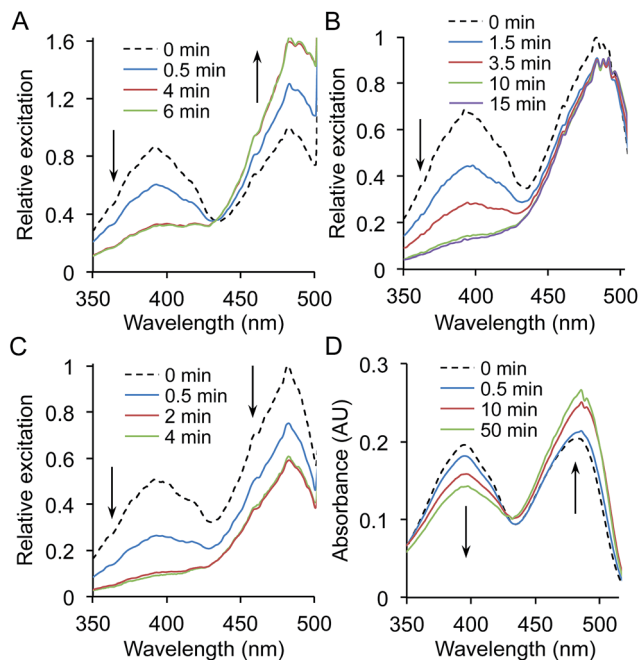 A
Relative excitation
1.6
1.2
0.8
0.4
0
0 min
0.5 min
4 min
6 min
350
400
450
500
Wavelength (nm)
B
Relative excitation
1
0.8
0.6
0.4
0.2
0
0 min
1.5 min
3.5 min
10 min
15 min
350
400
450
500
Wavelength (nm)
C
Relative excitation
1
0.8
0.6
0.4
0.2
0
0 min
0.5 min
2 min
4 min
350
400
450
500
Wavelength (nm)
D
Absorbance (AU)
0.3
0.2
0.1
0
0 min
0.5 min
10 min
50 min
350
400
450
500
Wavelength (nm)